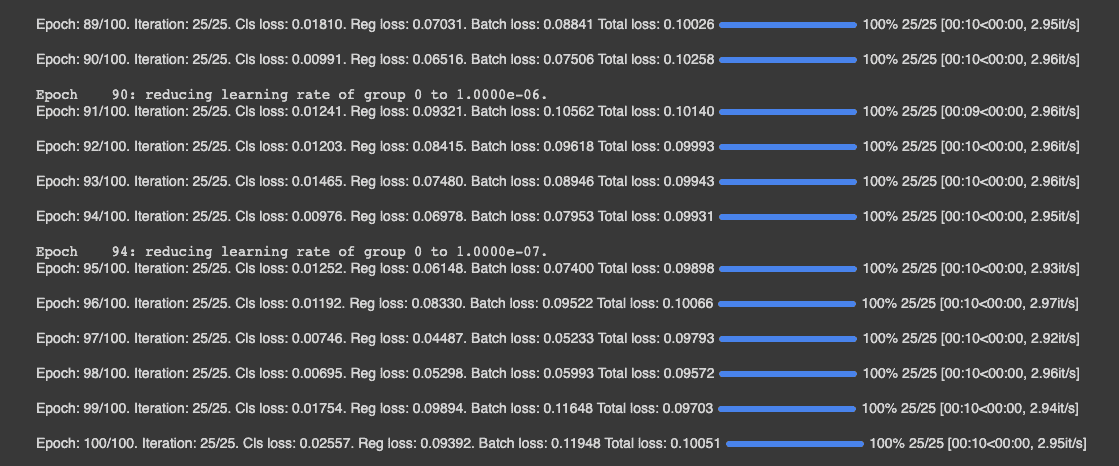 Epoch: 89/100. Iteration: 25/25. Cls loss: 0.01810. Reg loss: 0.07031. Batch loss: 0.08841 Total loss: 0.10026 100% 25/25 [00:10<00:00, 2.95it/s]
Epoch: 90/100. Iteration: 25/25. Cls loss: 0.00991. Reg loss: 0.06516. Batch loss: 0.07506 Total loss: 0.10258 100% 25/25 [00:10<00:00, 2.96it/s]
Epoch    90: reducing learning rate of group 0 to 1.0000e-06.
Epoch: 91/100. Iteration: 25/25. Cls loss: 0.01241. Reg loss: 0.09321. Batch loss: 0.10562 Total loss: 0.10140 100% 25/25 [00:09<00:00, 2.96it/s]
Epoch: 92/100. Iteration: 25/25. Cls loss: 0.01203. Reg loss: 0.08415. Batch loss: 0.09618 Total loss: 0.09993 100% 25/25 [00:10<00:00, 2.96it/s]
Epoch: 93/100. Iteration: 25/25. Cls loss: 0.01465. Reg loss: 0.07480. Batch loss: 0.08946 Total loss: 0.09943 100% 25/25 [00:10<00:00, 2.96it/s]
Epoch: 94/100. Iteration: 25/25. Cls loss: 0.00976. Reg loss: 0.06978. Batch loss: 0.07953 Total loss: 0.09931 100% 25/25 [00:10<00:00, 2.95it/s]
Epoch    94: reducing learning rate of group 0 to 1.0000e-07.
Epoch: 95/100. Iteration: 25/25. Cls loss: 0.01252. Reg loss: 0.06148. Batch loss: 0.07400 Total loss: 0.09898 100% 25/25 [00:10<00:00, 2.93it/s]
Epoch: 96/100. Iteration: 25/25. Cls loss: 0.01192. Reg loss: 0.08330. Batch loss: 0.09522 Total loss: 0.10066 100% 25/25 [00:10<00:00, 2.97it/s]
Epoch: 97/100. Iteration: 25/25. Cls loss: 0.00746. Reg loss: 0.04487. Batch loss: 0.05233 Total loss: 0.09793 100% 25/25 [00:10<00:00, 2.92it/s]
Epoch: 98/100. Iteration: 25/25. Cls loss: 0.00695. Reg loss: 0.05298. Batch loss: 0.05993 Total loss: 0.09572 100% 25/25 [00:10<00:00, 2.96it/s]
Epoch: 99/100. Iteration: 25/25. Cls loss: 0.01754. Reg loss: 0.09894. Batch loss: 0.11648 Total loss: 0.09703 100% 25/25 [00:10<00:00, 2.94it/s]
Epoch: 100/100. Iteration: 25/25. Cls loss: 0.02557. Reg loss: 0.09392. Batch loss: 0.11948 Total loss: 0.10051 100% 25/25 [00:10<00:00, 2.95it/s]